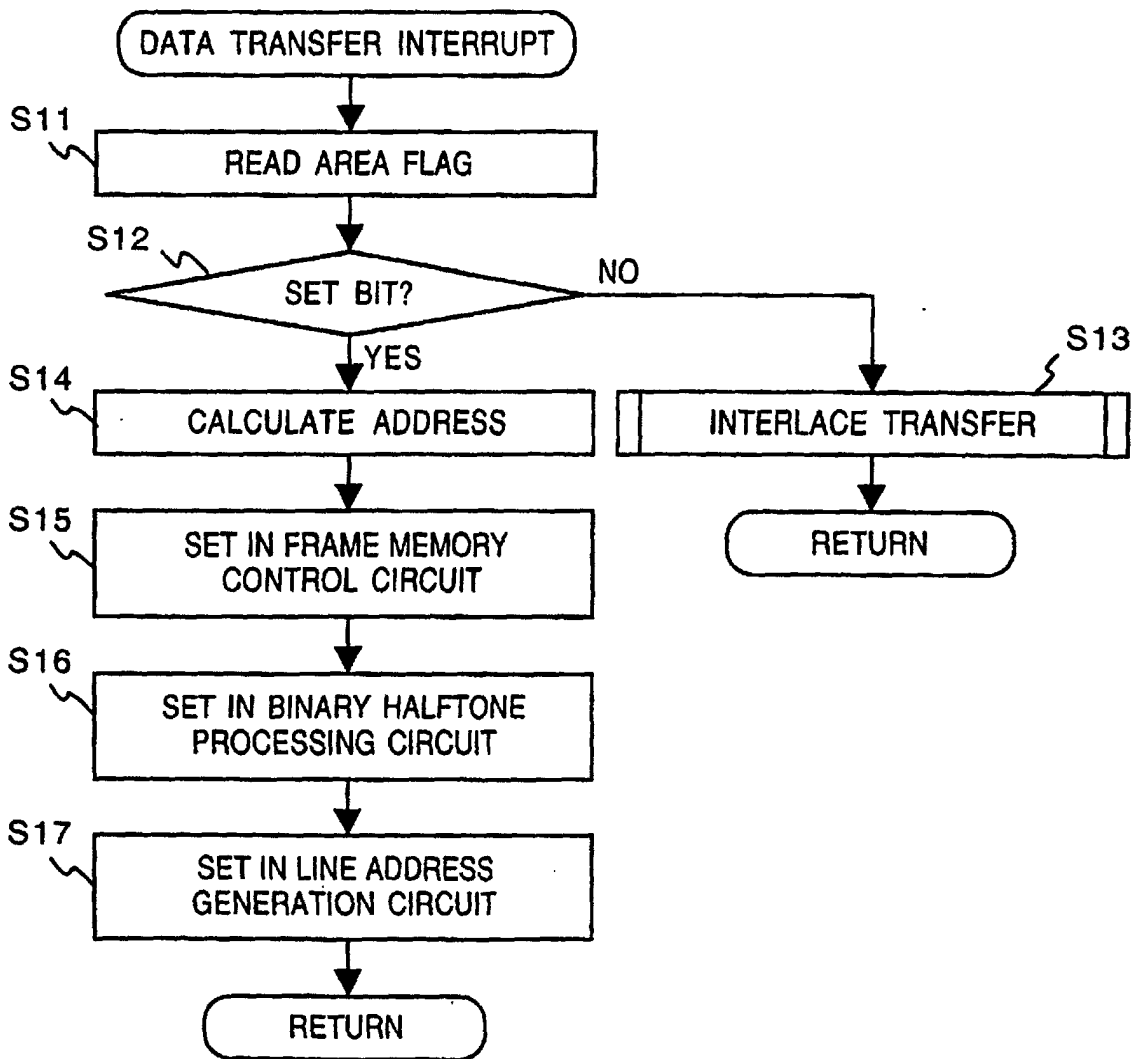 DATA TRANSFER INTERRUPT
S11
READ AREA FLAG
S12
SET BIT?
NO
YES
S13
S14
CALCULATE ADDRESS
INTERLACE TRANSFER
S15
SET IN FRAME MEMORY
CONTROL CIRCUIT
RETURN
S16
SET IN BINARY HALFTONE
PROCESSING CIRCUIT
S17
SET IN LINE ADDRESS
GENERATION CIRCUIT
RETURN